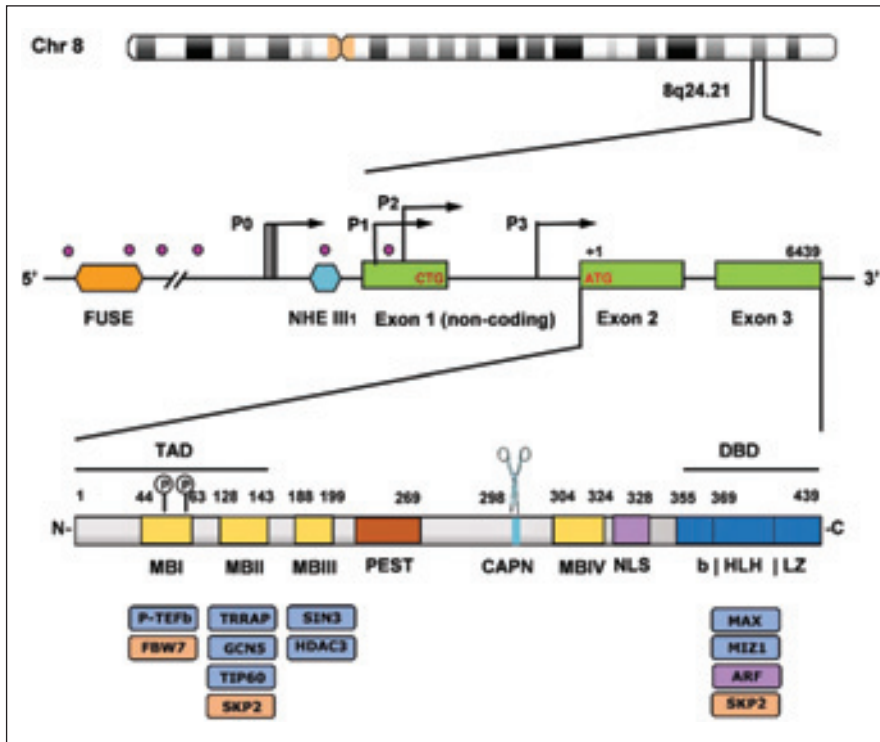 Chr 8
8q24.21
P0
P1
P2
P3
+1
6439
5'
CTG
ATG
3'
FUSE
NHE III1
Exon 1 (non-coding)
Exon 2
Exon 3
TAD
DBD
P P
1 44 63 128 143 188 199 269 298 304 324 328 355 369 439
N- -C
MBI MBII MBIII PEST CAPN MBIV NLS b | HLH | LZ
P-TEFb TRRAP SIN3 MAX
FBW7 GCN5 HDAC3 MIZ1
TIP60 ARF
SKP2 SKP2